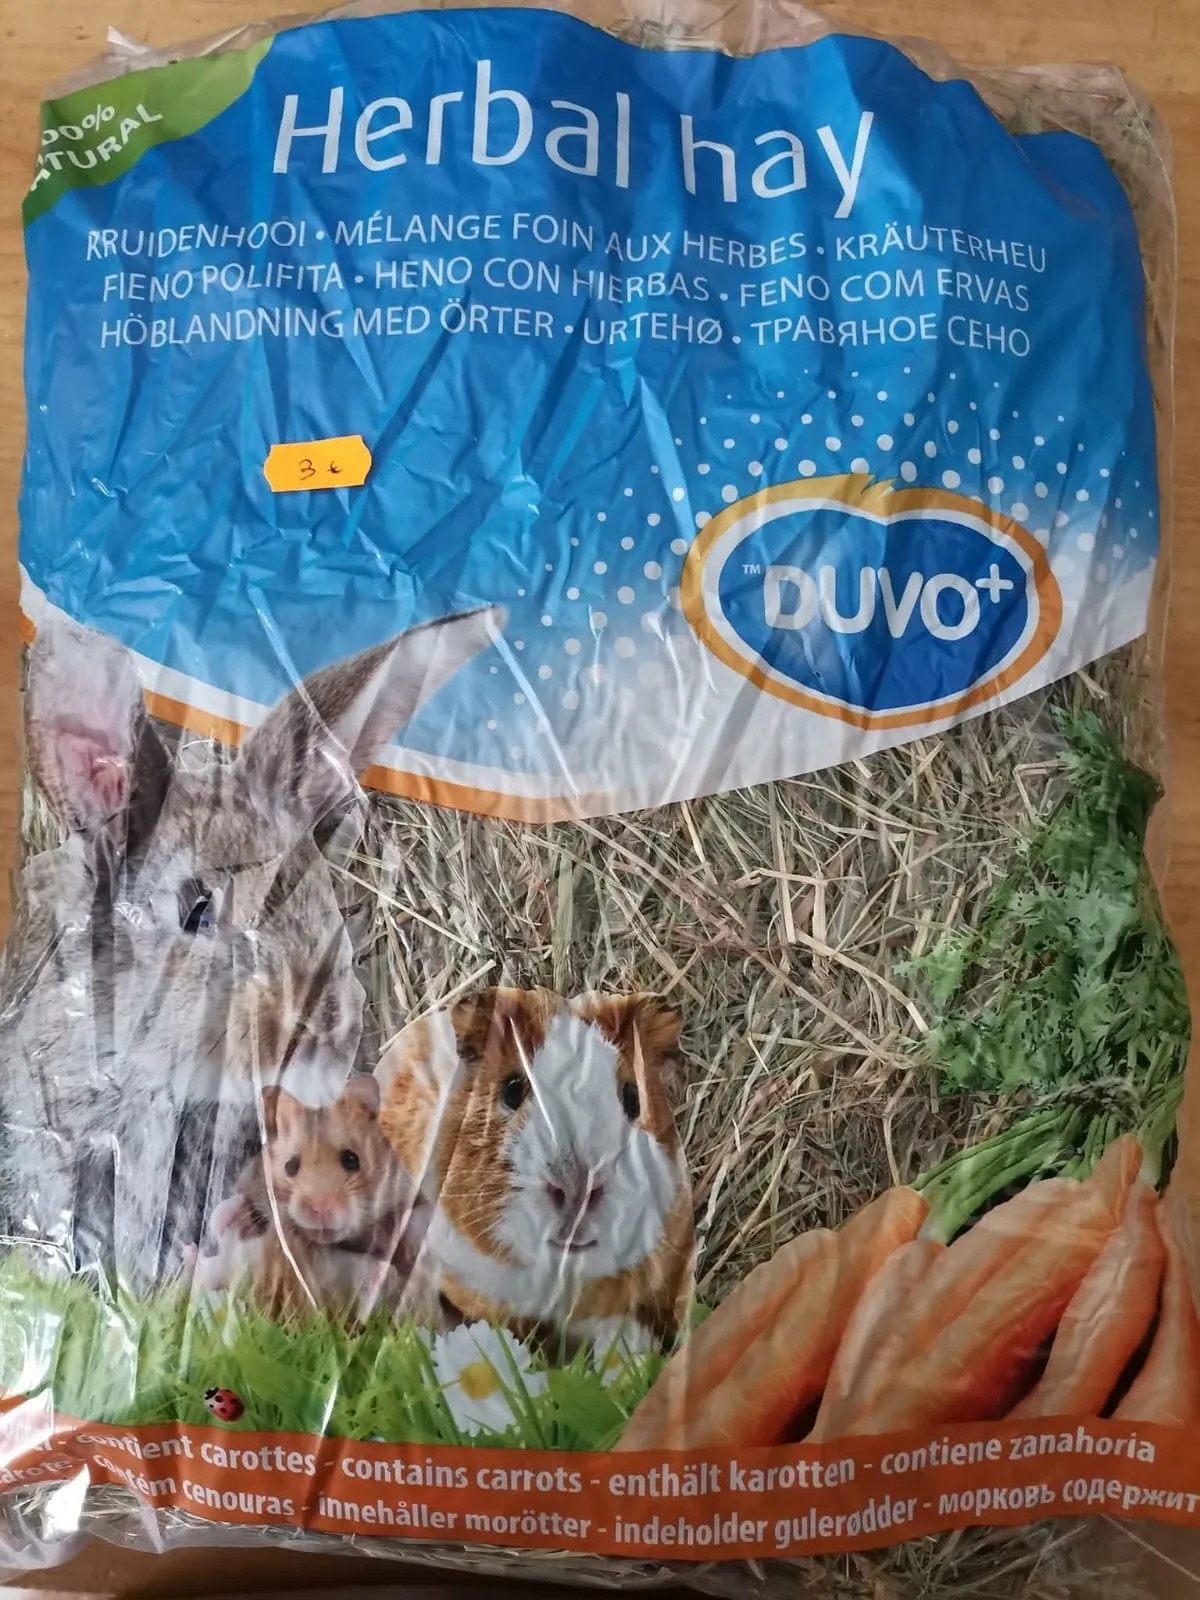 100%
NATURAL
Herbal hay
KRUIDENHOOI • MÉLANGE FOIN AUX HERBES • KRÄUTERHEU
FIENO POLIFITA • HENO CON HIERBAS • FENO COM ERVAS
HÖBLANDNING MED ÖRTER • URTEHØ • ТРАВЯНОЕ СЕНО
3 €
™ DUVO+
- contient carottes - contains carrots - enthält karotten - contiene zanahoria
carote - contém cenouras - innehåller morötter - indeholder gulerødder - морковь содержит